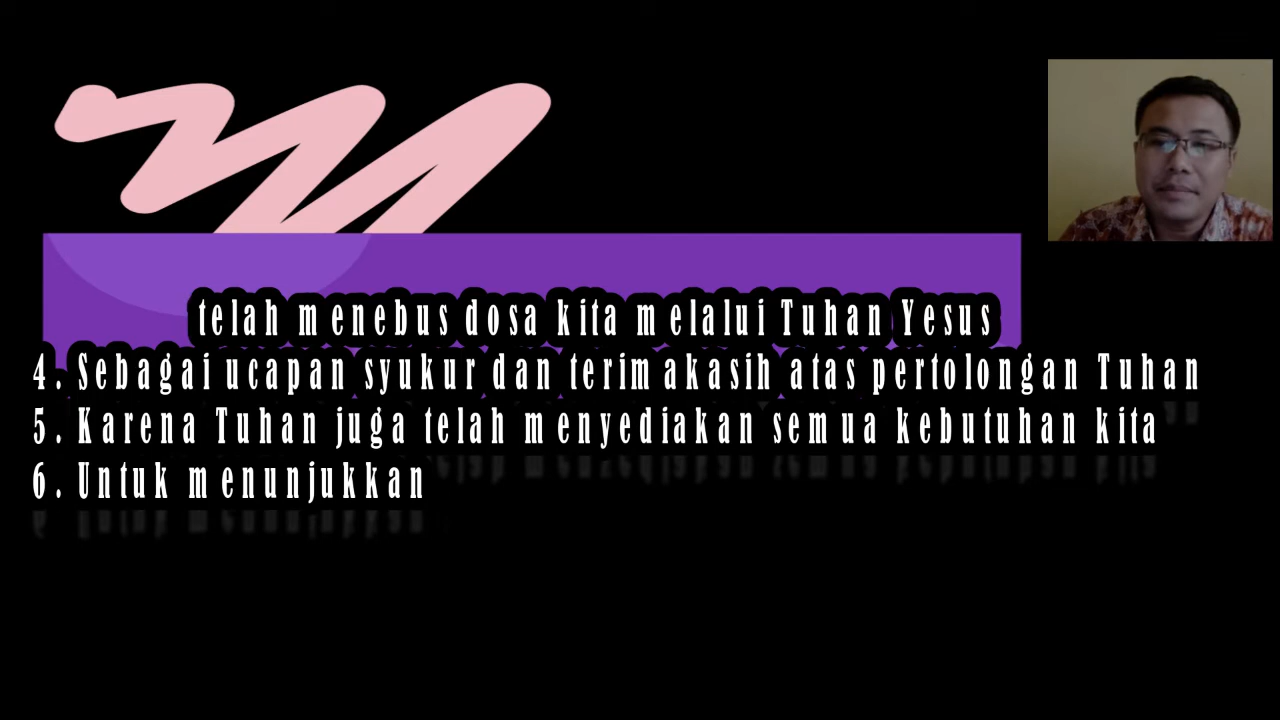 telah menebus dosa kita melalui Tuhan Yesus
4. Sebagai ucapan syukur dan terimakasih atas pertolongan Tuhan
5. Karena Tuhan juga telah menyediakan semua kebutuhan kita
6. Untuk menunjukkan